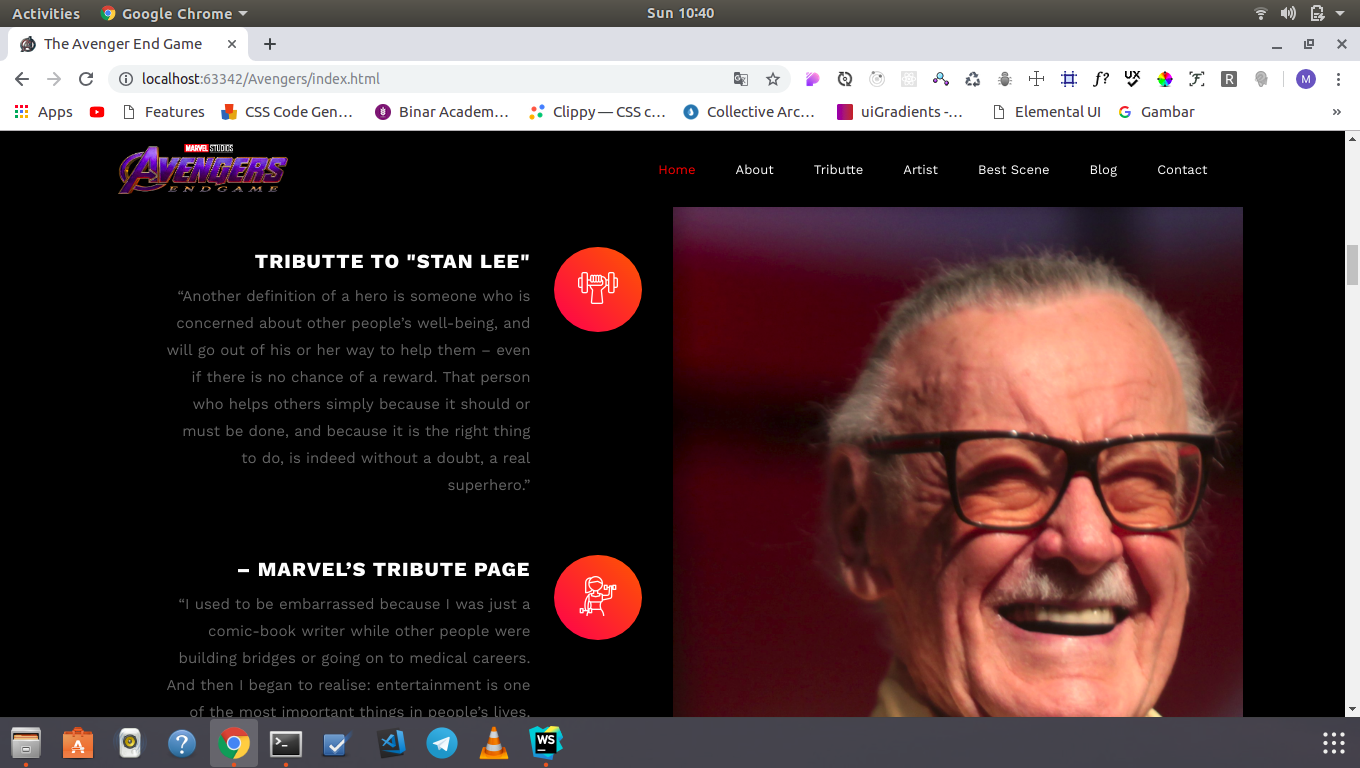 Activities
Google Chrome
Sun 10:40
The Avenger End Game
localhost:63342/Avengers/index.html
f?
UX
R
M
Apps
Features
CSS Code Gen…
Binar Academ…
Clippy — CSS c…
Collective Arc…
uiGradients -…
Elemental UI
Gambar
»
MARVEL STUDIOS
AVENGERS
ENDGAME
Home
About
Tributte
Artist
Best Scene
Blog
Contact
TRIBUTTE TO "STAN LEE"
“Another definition of a hero is someone who is
concerned about other people’s well-being, and
will go out of his or her way to help them – even
if there is no chance of a reward. That person
who helps others simply because it should or
must be done, and because it is the right thing
to do, is indeed without a doubt, a real
superhero.”
– MARVEL’S TRIBUTE PAGE
“I used to be embarrassed because I was just a
comic-book writer while other people were
building bridges or going on to medical careers.
And then I began to realise: entertainment is one
of the most important things in people’s lives.
WS